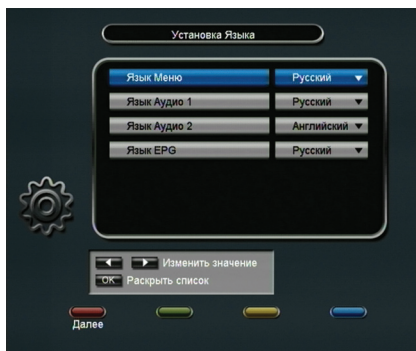 Установка Языка
Язык Меню Русский
Язык Аудио 1 Русский
Язык Аудио 2 Английский
Язык EPG Русский
Изменить значение
OK Раскрыть список
Далее